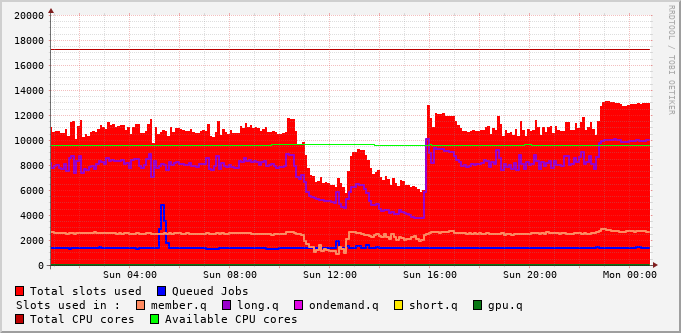 20000
18000
16000
14000
12000
10000
8000
6000
4000
2000
0
Sun 04:00 Sun 08:00 Sun 12:00 Sun 16:00 Sun 20:00 Mon 00:00
Total slots used Queued Jobs
Slots used in : member.q long.q ondemand.q short.q gpu.q
Total CPU cores Available CPU cores
RRDTOOL / TOBI OETIKER